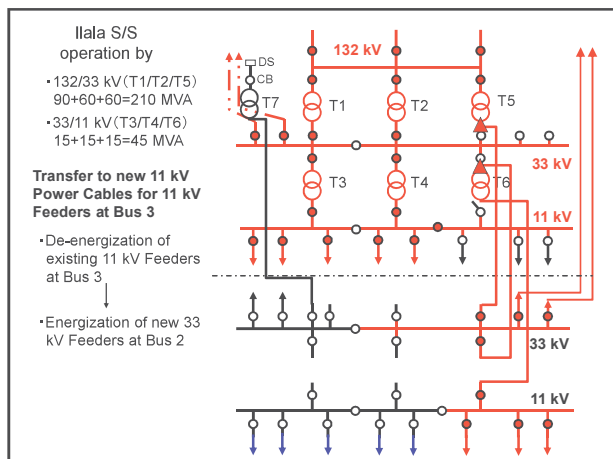 Ilala S/S
operation by
・132/33 kV(T1/T2/T5)
90+60+60=210 MVA
・33/11 kV(T3/T4/T6)
15+15+15=45 MVA
Transfer to new 11 kV
Power Cables for 11 kV
Feeders at Bus 3
・De-energization of
existing 11 kV Feeders
at Bus 3
・Energization of new 33
kV Feeders at Bus 2
DS
CB
T7
132 kV
T1
T2
T5
33 kV
T3
T4
T6
11 kV
33 kV
11 kV